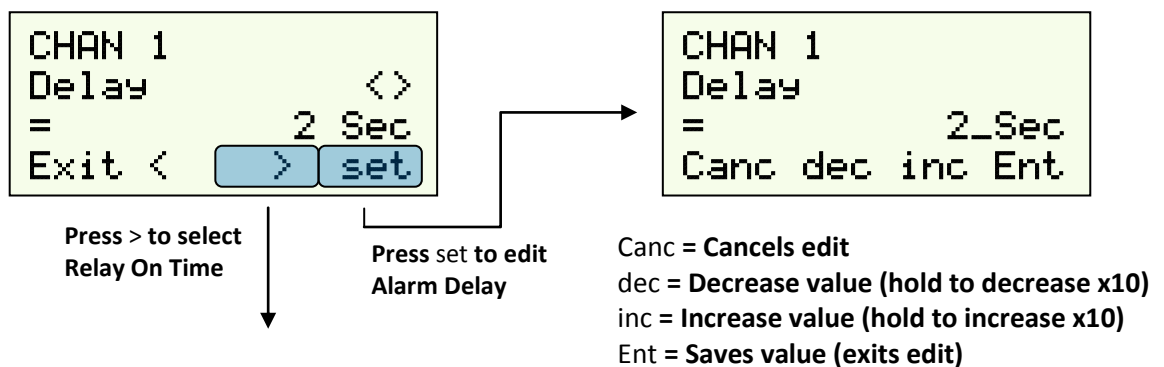 CHAN 1
Delay <>
= 2 Sec
Exit < > set
Press > to select
Relay On Time
Press set to edit
Alarm Delay
CHAN 1
Delay
= 2_Sec
Canc dec inc Ent
Canc = Cancels edit
dec = Decrease value (hold to decrease x10)
inc = Increase value (hold to increase x10)
Ent = Saves value (exits edit)